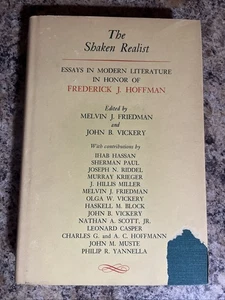 The
Shaken Realist
ESSAYS IN MODERN LITERATURE
IN HONOR OF
FREDERICK J. HOFFMAN
Edited by
MELVIN J. FRIEDMAN
and
JOHN B. VICKERY
With contributions by
IHAB HASSAN
SHERMAN PAUL
JOSEPH N. RIDDEL
MURRAY KRIEGER
J. HILLIS MILLER
MELVIN J. FRIEDMAN
OLGA W. VICKERY
HASKELL M. BLOCK
JOHN B. VICKERY
NATHAN A. SCOTT, JR.
LEONARD CASPER
CHARLES G. and A. C. HOFFMANN
JOHN M. MUSTE
PHILIP R. YANNELLA